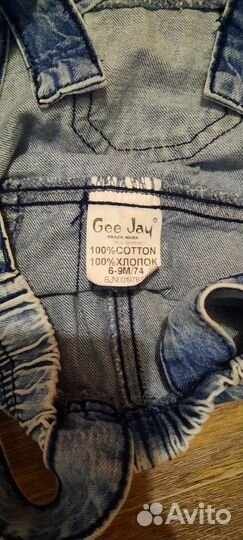 Gee Jay®
TRADE MARK
100%COTTON
100%ХЛОПОК
6-9M/74
Avito